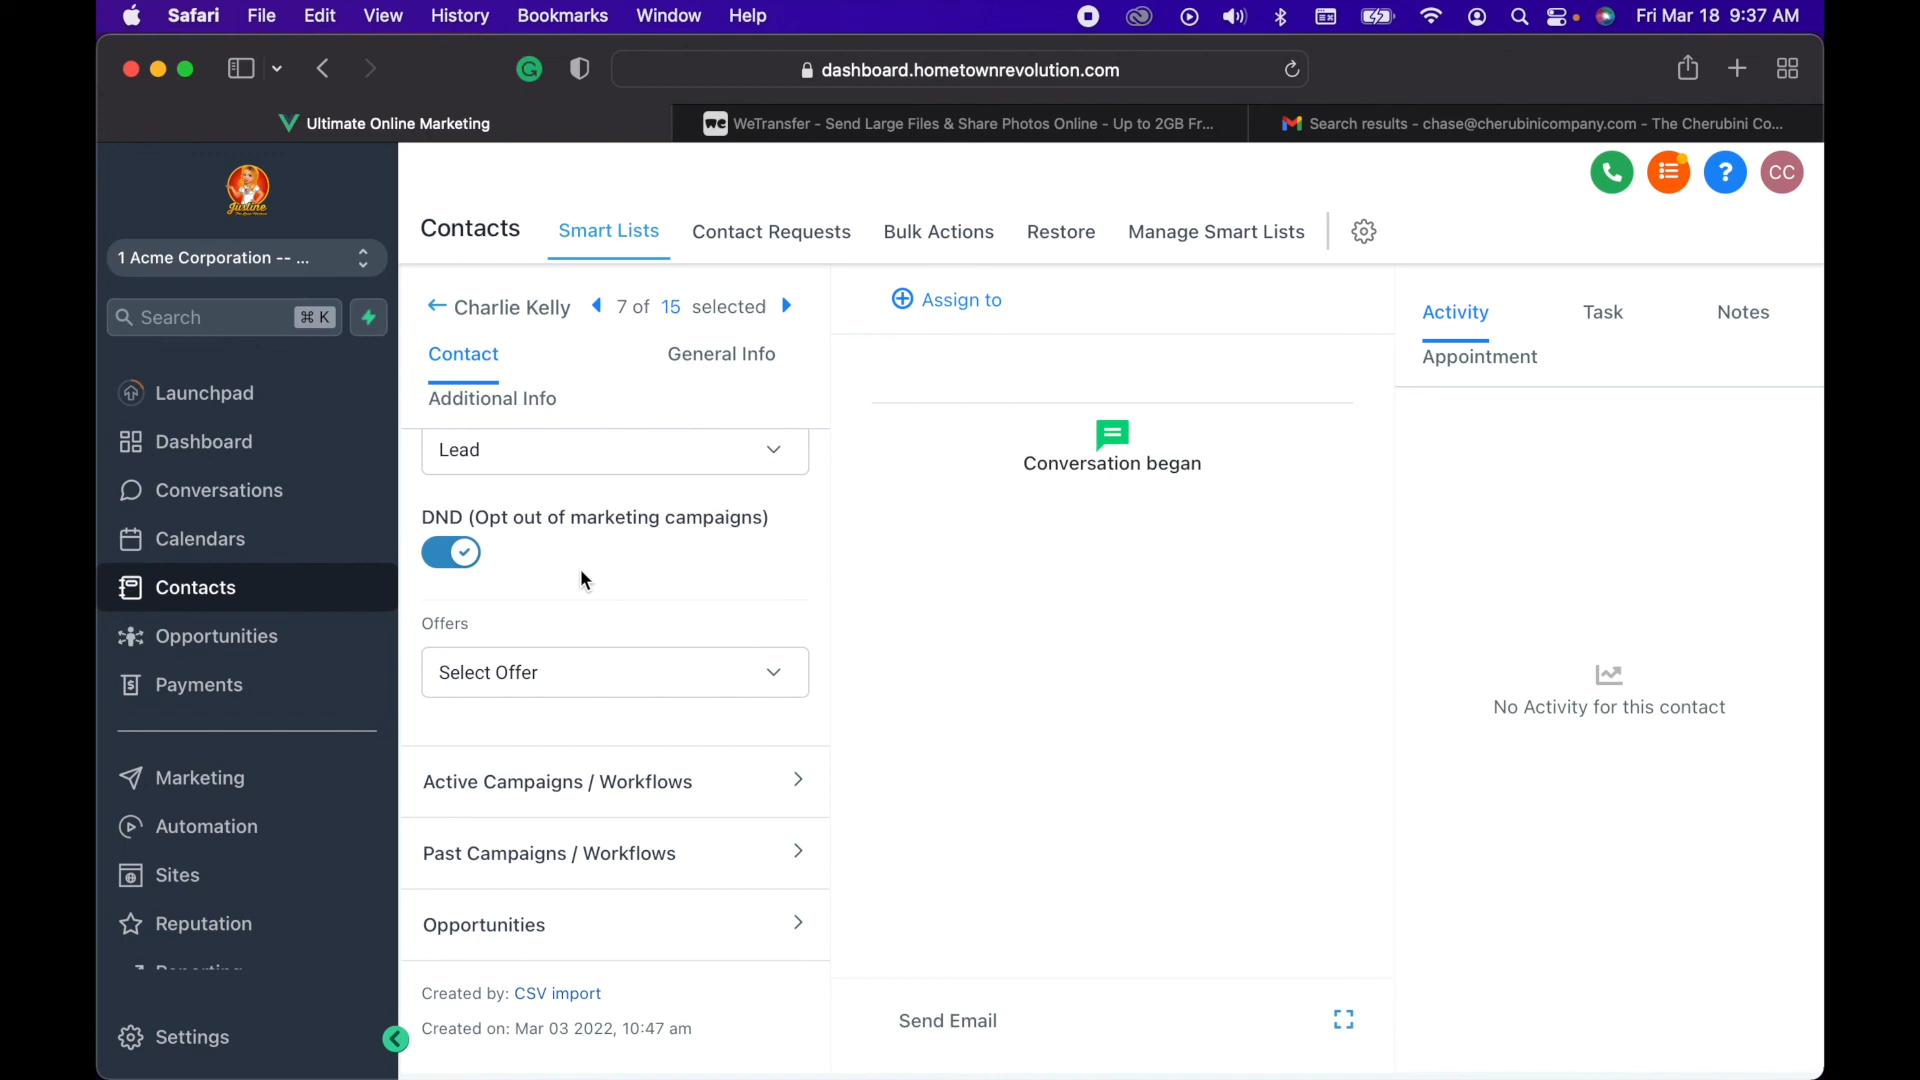 Safari File Edit View History Bookmarks Window Help
Fri Mar 18 9:37 AM
dashboard.hometownrevolution.com
Ultimate Online Marketing
we WeTransfer - Send Large Files & Share Photos Online - Up to 2GB Fr...
Search results - chase@cherubinicompany.com - The Cherubini Co...
Justine
CC
1 Acme Corporation -- ...
Search ⌘ K
Launchpad
Dashboard
Conversations
Calendars
Contacts
Opportunities
Payments
Marketing
Automation
Sites
Reputation
Settings
Contacts
Smart Lists
Contact Requests
Bulk Actions
Restore
Manage Smart Lists
Charlie Kelly
7 of 15 selected
Contact
General Info
Additional Info
Lead
DND (Opt out of marketing campaigns)
Offers
Select Offer
Active Campaigns / Workflows
Past Campaigns / Workflows
Opportunities
Created by: CSV import
Created on: Mar 03 2022, 10:47 am
Assign to
Conversation began
Send Email
Activity
Task
Notes
Appointment
No Activity for this contact